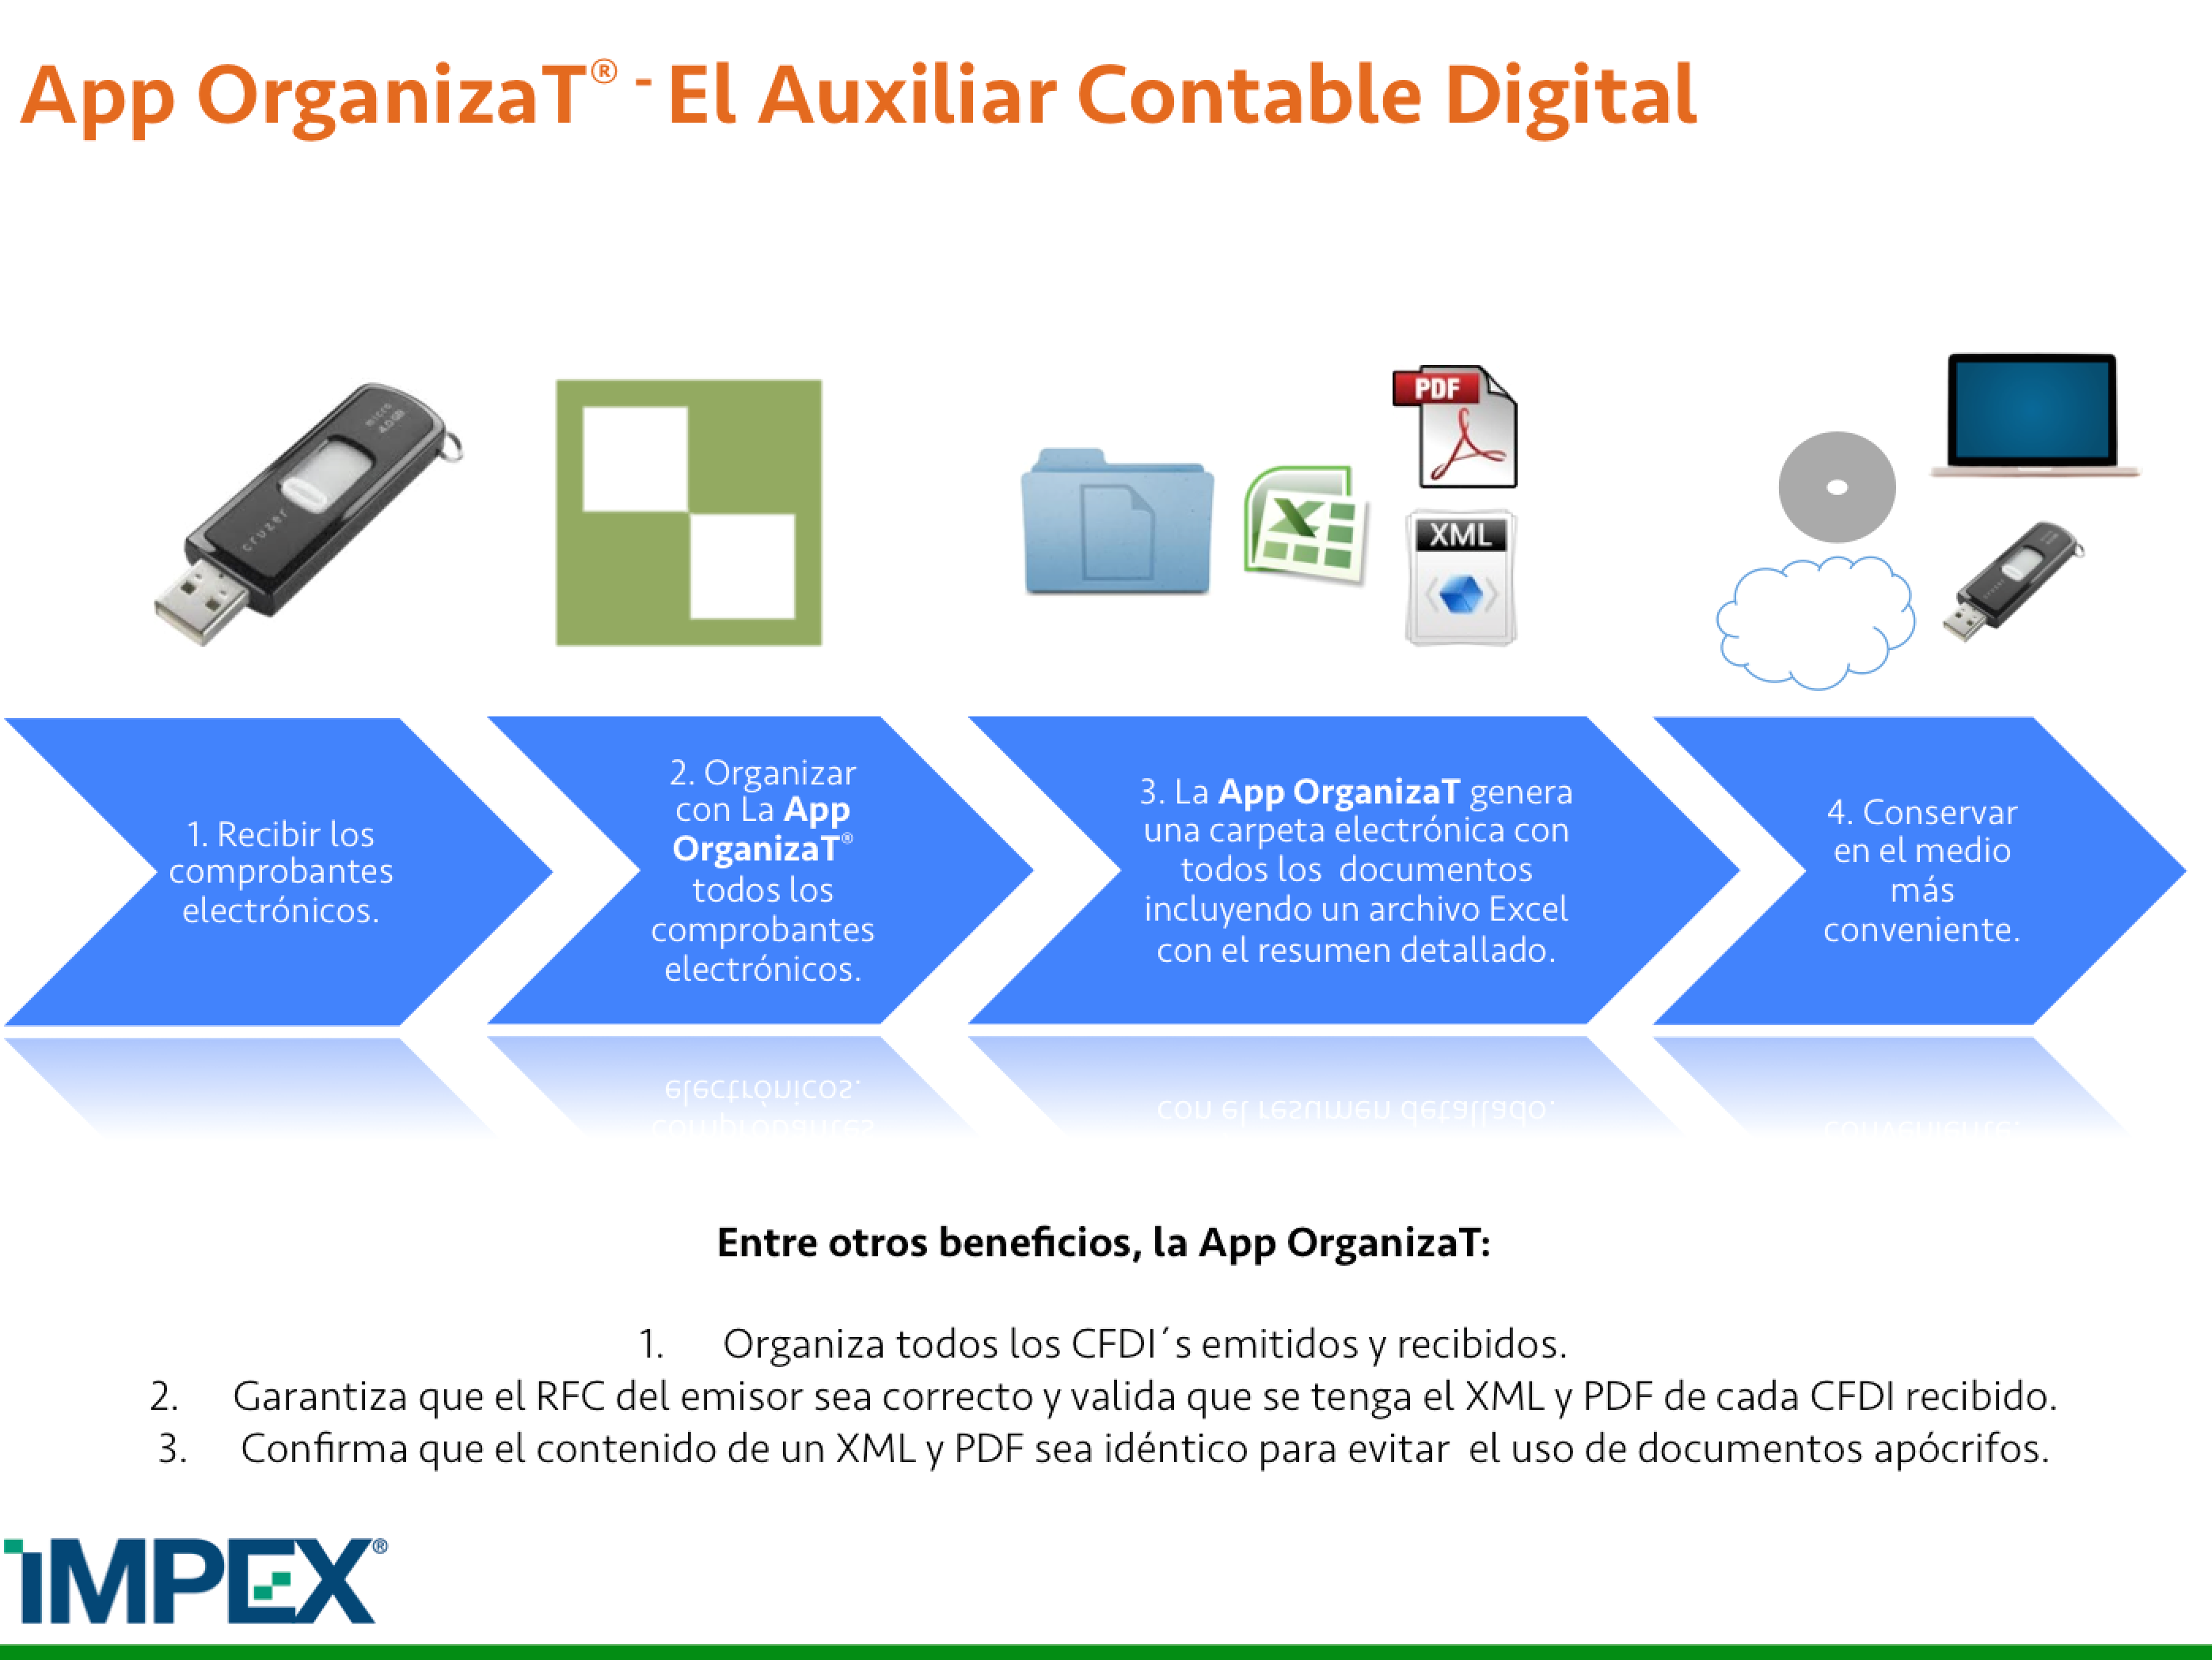 App OrganizaT® - El Auxiliar Contable Digital
micro
4.0 GB
cruzer
PDF
XML
1. Recibir los
comprobantes
electrónicos.
2. Organizar
con La App
OrganizaT®
todos los
comprobantes
electrónicos.
3. La App OrganizaT genera
una carpeta electrónica con
todos los documentos
incluyendo un archivo Excel
con el resumen detallado.
4. Conservar
en el medio
más
conveniente.
Entre otros beneficios, la App OrganizaT:
1. Organiza todos los CFDI´s emitidos y recibidos.
2. Garantiza que el RFC del emisor sea correcto y valida que se tenga el XML y PDF de cada CFDI recibido.
3. Confirma que el contenido de un XML y PDF sea idéntico para evitar el uso de documentos apócrifos.
iMPEX®